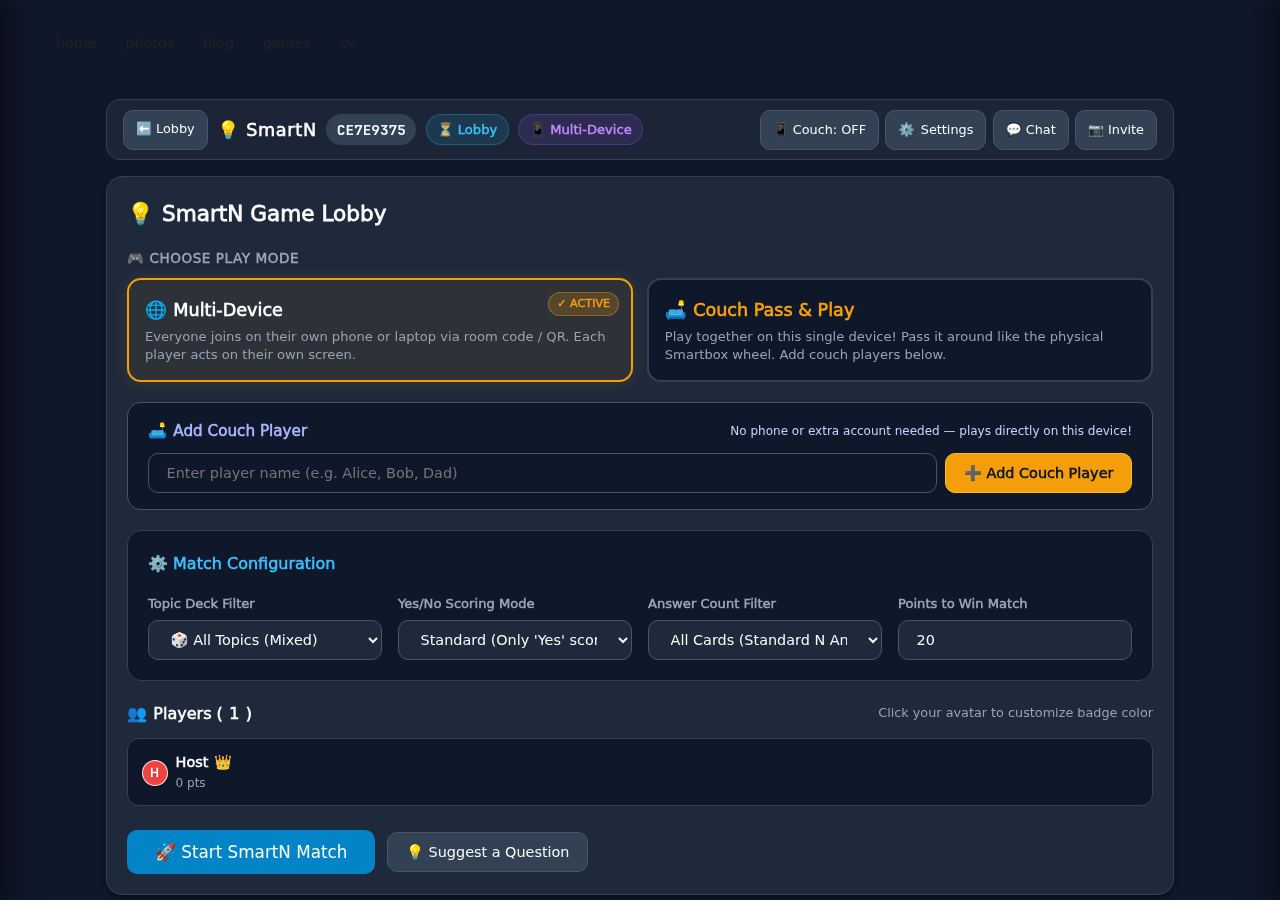 home photos blog games cv
⬅️ Lobby 💡 SmartN CE7E9375 ⏳ Lobby 📱 Multi-Device 📱 Couch: OFF ⚙️ Settings 💬 Chat 📷 Invite
💡 SmartN Game Lobby
🎮 CHOOSE PLAY MODE
🌐 Multi-Device ✓ ACTIVE
Everyone joins on their own phone or laptop via room code / QR. Each
player acts on their own screen.
🛋️ Couch Pass & Play
Play together on this single device! Pass it around like the physical
Smartbox wheel. Add couch players below.
🛋️ Add Couch Player No phone or extra account needed — plays directly on this device!
Enter player name (e.g. Alice, Bob, Dad) ➕ Add Couch Player
⚙️ Match Configuration
Topic Deck Filter Yes/No Scoring Mode Answer Count Filter Points to Win Match
🎲 All Topics (Mixed) Standard (Only 'Yes' scor All Cards (Standard N An 20
👥 Players ( 1 ) Click your avatar to customize badge color
H Host 👑
0 pts
🚀 Start SmartN Match 💡 Suggest a Question